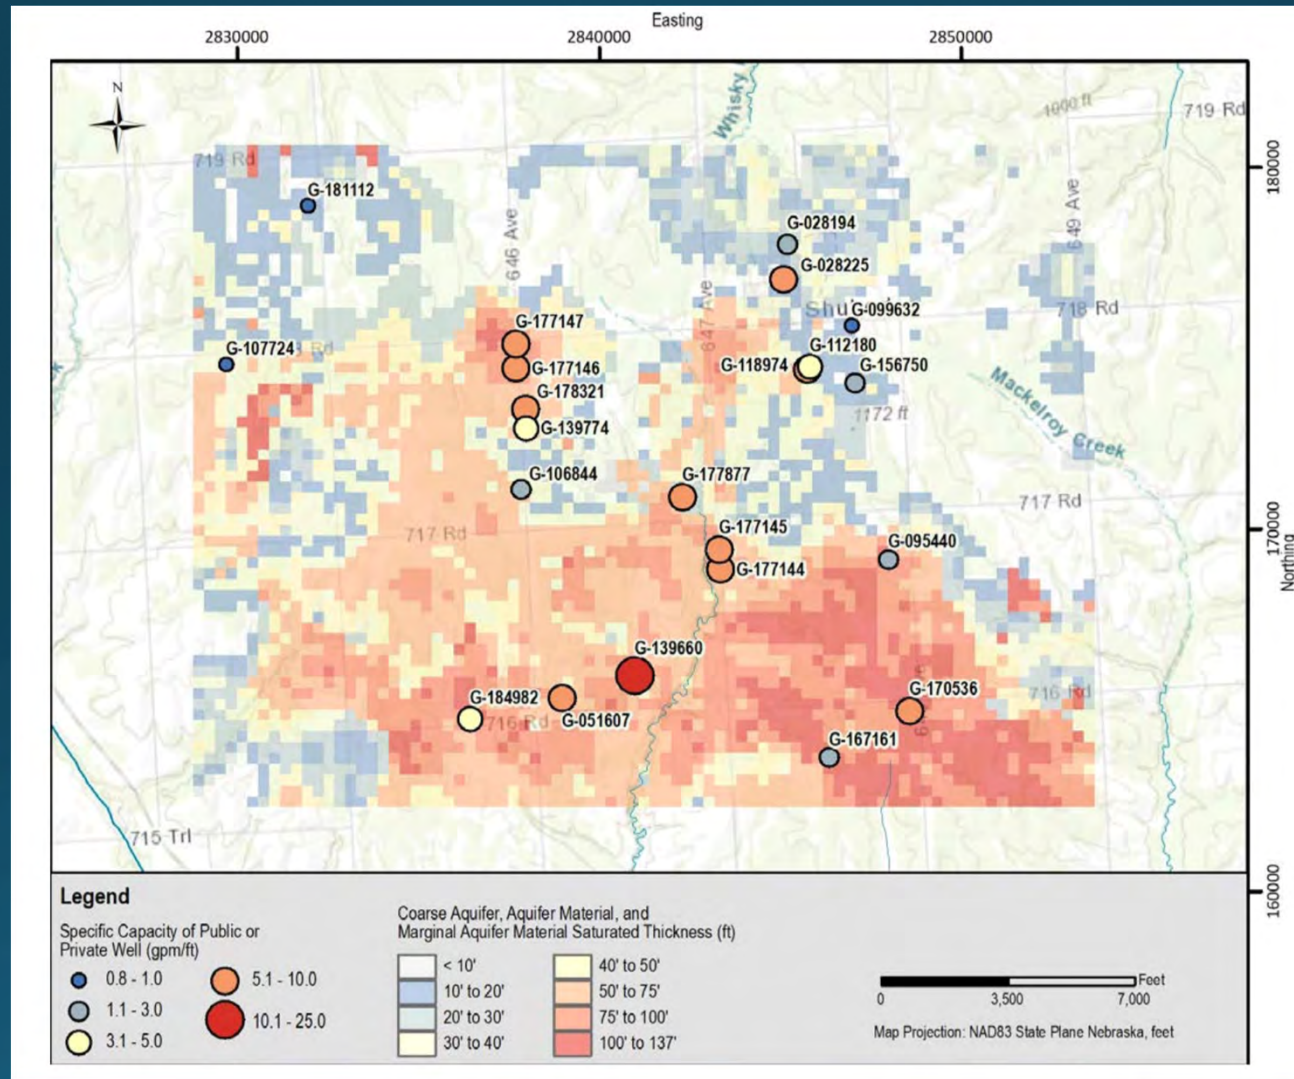 Easting
2830000 2840000 2850000
N
Whisky
1000 ft
719 Rd
719 Rd
180000
G-181112
649 Ave
646 Ave
G-028194
G-028225
718 Rd
G-099632
647 Ave
G-177147
G-112180
G-107724
G-118974
G-156750
G-177146
G-178321
Mackelroy Creek
1172 ft
G-139774
G-106844
G-177877
717 Rd
170000
717 Rd
G-177145
G-095440
G-177144
Northing
G-139660
G-170536
716 Rd
G-184982
716 Rd
G-051607
G-167161
715 Trl
160000
Legend
Specific Capacity of Public or
Private Well (gpm/ft)
0.8 - 1.0
1.1 - 3.0
3.1 - 5.0
5.1 - 10.0
10.1 - 25.0
Coarse Aquifer, Aquifer Material, and
Marginal Aquifer Material Saturated Thickness (ft)
< 10'
10' to 20'
20' to 30'
30' to 40'
40' to 50'
50' to 75'
75' to 100'
100' to 137'
Feet
0 3,500 7,000
Map Projection: NAD83 State Plane Nebraska, feet